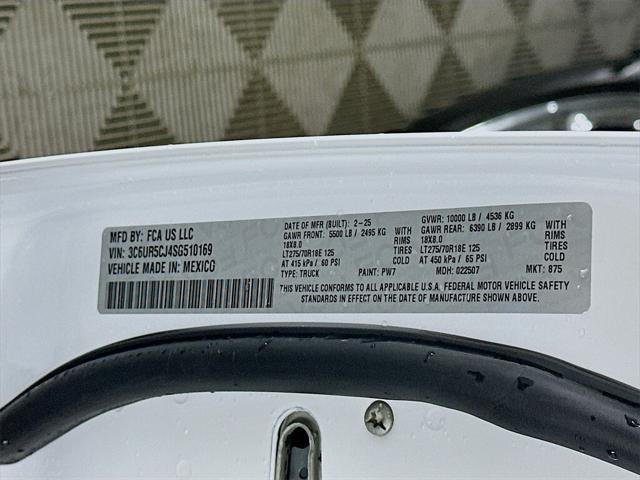 MFD BY: FCA US LLC
VIN: 3C6UR5CJ4SG510169
VEHICLE MADE IN: MEXICO
DATE OF MFR (BUILT): 2-25
GAWR FRONT: 5500 LB / 2495 KG WITH
18X8.0 RIMS
LT275/70R18E 125 TIRES
AT 415 kPa / 60 PSI COLD
TYPE: TRUCK PAINT: PW7
GVWR: 10000 LB / 4536 KG
GAWR REAR: 6390 LB / 2899 KG WITH
18X8.0 RIMS
LT275/70R18E 125 TIRES
AT 450 kPa / 65 PSI COLD
MDH: 022507 MKT: 875
THIS VEHICLE CONFORMS TO ALL APPLICABLE U.S.A. FEDERAL MOTOR VEHICLE SAFETY
STANDARDS IN EFFECT ON THE DATE OF MANUFACTURE SHOWN ABOVE.